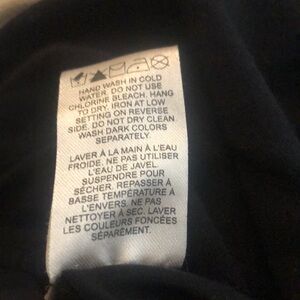 HAND WASH IN COLD
WATER. DO NOT USE
CHLORINE BLEACH. HANG
TO DRY, IRON AT LOW
SETTING ON REVERSE
SIDE. DO NOT DRY CLEAN.
WASH DARK COLORS
SEPARATELY.
LAVER À LA MAIN À L'EAU
FROIDE. NE PAS UTILISER
L'EAU DE JAVEL.
SUSPENDRE POUR
SÉCHER. REPASSER À
BASSE TEMPÉRATURE À
L'ENVERS. NE PAS
NETTOYER À SEC. LAVER
LES COULEURS FONCÉES
SÉPARÉMENT.